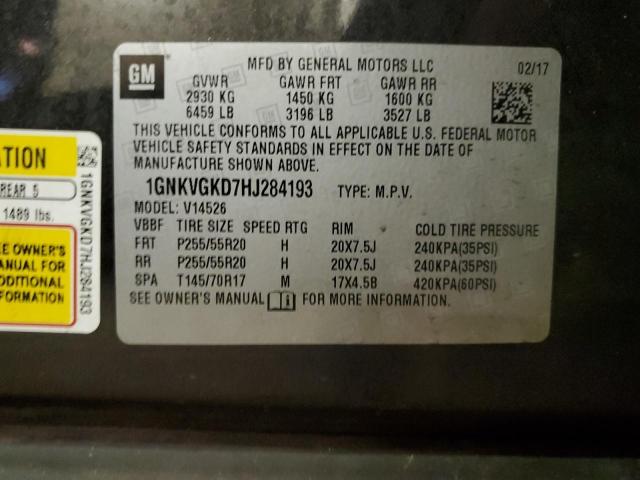 GM
MFD BY GENERAL MOTORS LLC 02/17
GVWR GAWR FRT GAWR RR
2930 KG 1450 KG 1600 KG
6459 LB 3196 LB 3527 LB
THIS VEHICLE CONFORMS TO ALL APPLICABLE U.S. FEDERAL MOTOR
VEHICLE SAFETY STANDARDS IN EFFECT ON THE DATE OF
MANUFACTURE SHOWN ABOVE.
1GNKVGKD7HJ284193 TYPE: M.P.V.
MODEL: V14526
VBBF TIRE SIZE SPEED RTG RIM COLD TIRE PRESSURE
FRT P255/55R20 H 20X7.5J 240KPA(35PSI)
RR P255/55R20 H 20X7.5J 240KPA(35PSI)
SPA T145/70R17 M 17X4.5B 420KPA(60PSI)
SEE OWNER'S MANUAL i FOR MORE INFORMATION.
ATION
REAR 5
1489 lbs.
EE OWNER'S
ANUAL FOR
DDITIONAL
FORMATION
1GNKVGKD7HJ284193